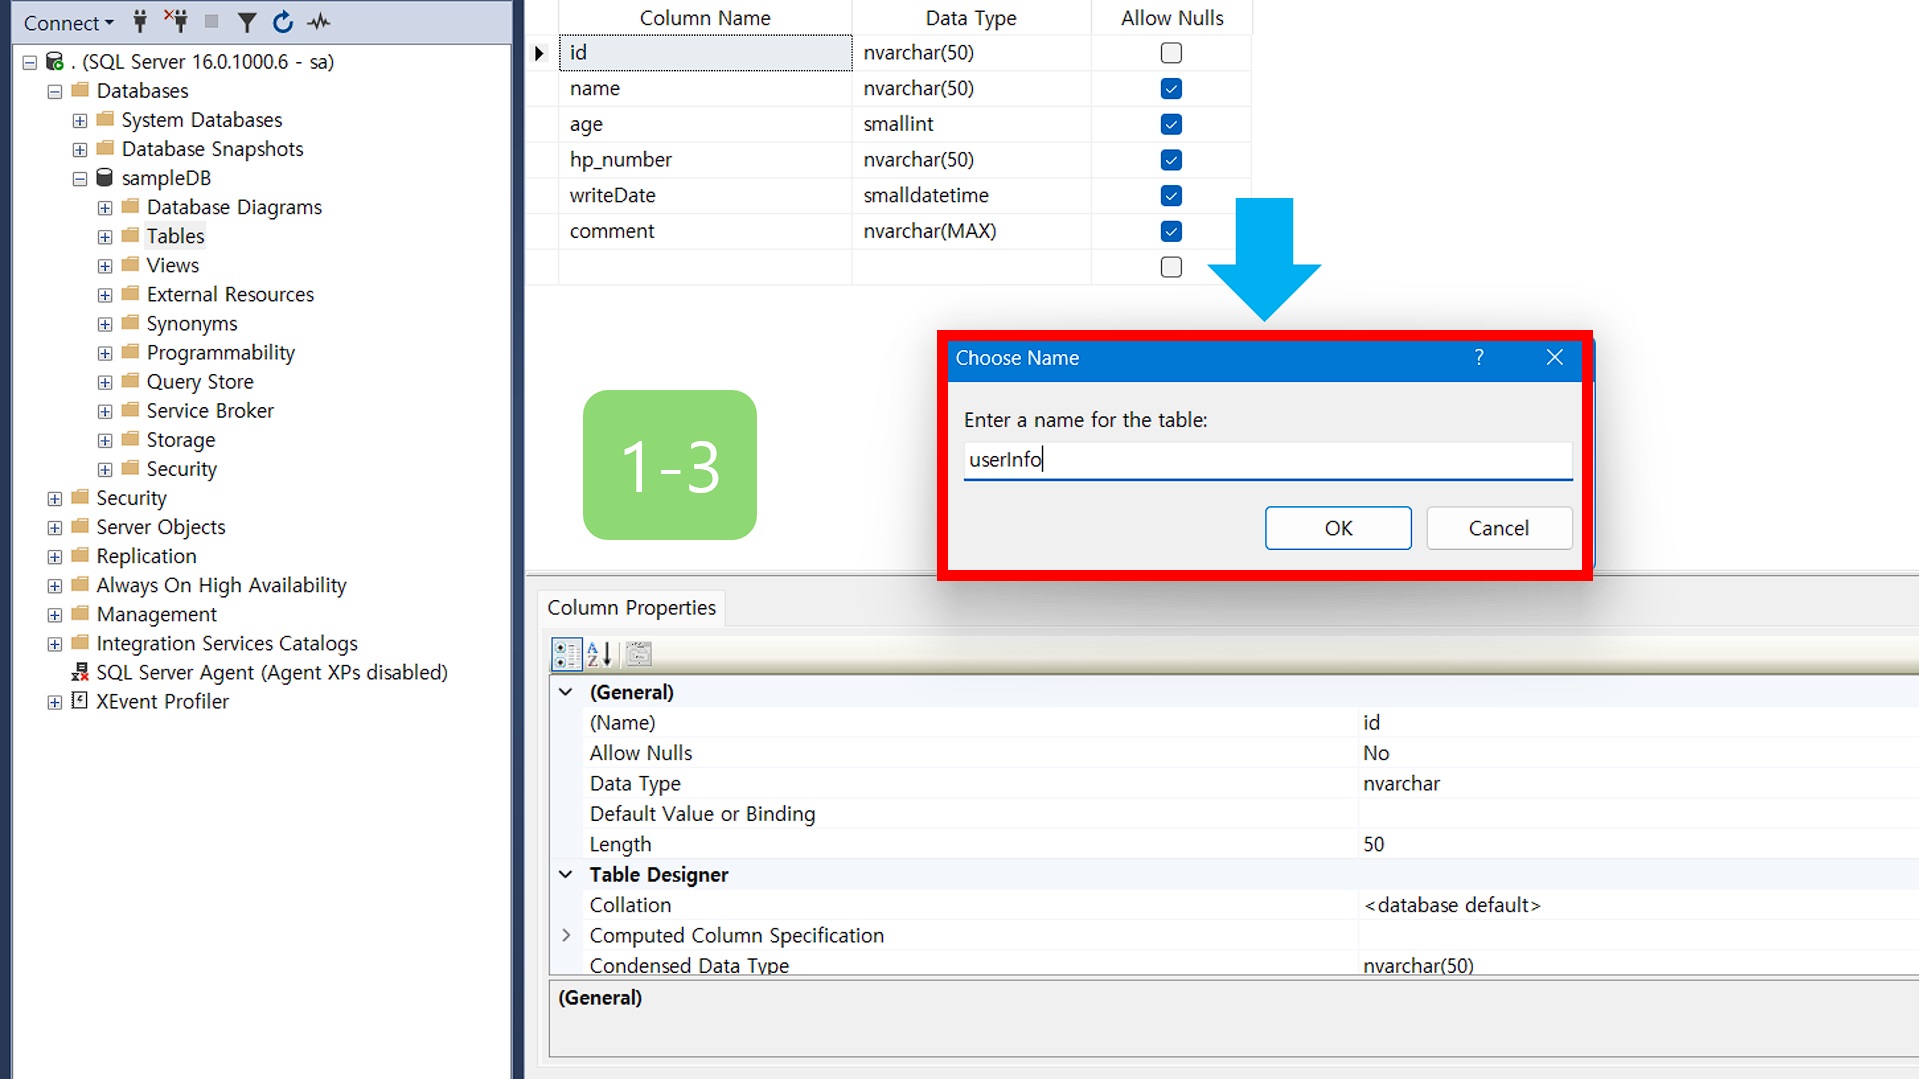 Connect
. (SQL Server 16.0.1000.6 - sa)
Databases
System Databases
Database Snapshots
sampleDB
Database Diagrams
Tables
Views
External Resources
Synonyms
Programmability
Query Store
Service Broker
Storage
Security
Security
Server Objects
Replication
Always On High Availability
Management
Integration Services Catalogs
SQL Server Agent (Agent XPs disabled)
XEvent Profiler
Column Name Data Type Allow Nulls
id nvarchar(50)
name nvarchar(50)
age smallint
hp_number nvarchar(50)
writeDate smalldatetime
comment nvarchar(MAX)
1-3
Choose Name ?
Enter a name for the table:
userInfo
OK Cancel
Column Properties
(General)
(Name) id
Allow Nulls No
Data Type nvarchar
Default Value or Binding
Length 50
Table Designer
Collation <database default>
Computed Column Specification
Condensed Data Type nvarchar(50)
(General)